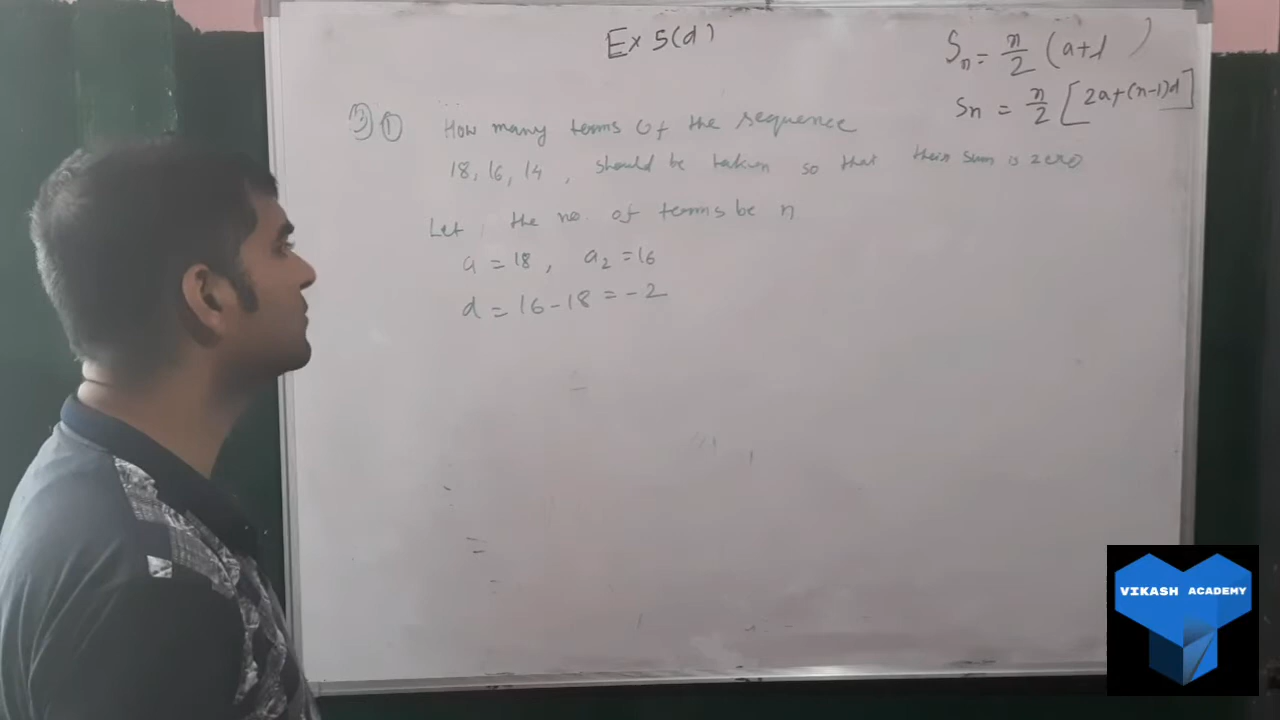 Ex 5(d)
Sn = n/2 (a+l )
Sn = n/2 [2a+(n-1)d]
③ ① How many terms of the sequence
18, 16, 14, should be taken so that their sum is zero
Let the no. of terms be n
a = 18, a₂ = 16
d = 16 - 18 = -2
VIKASH ACADEMY